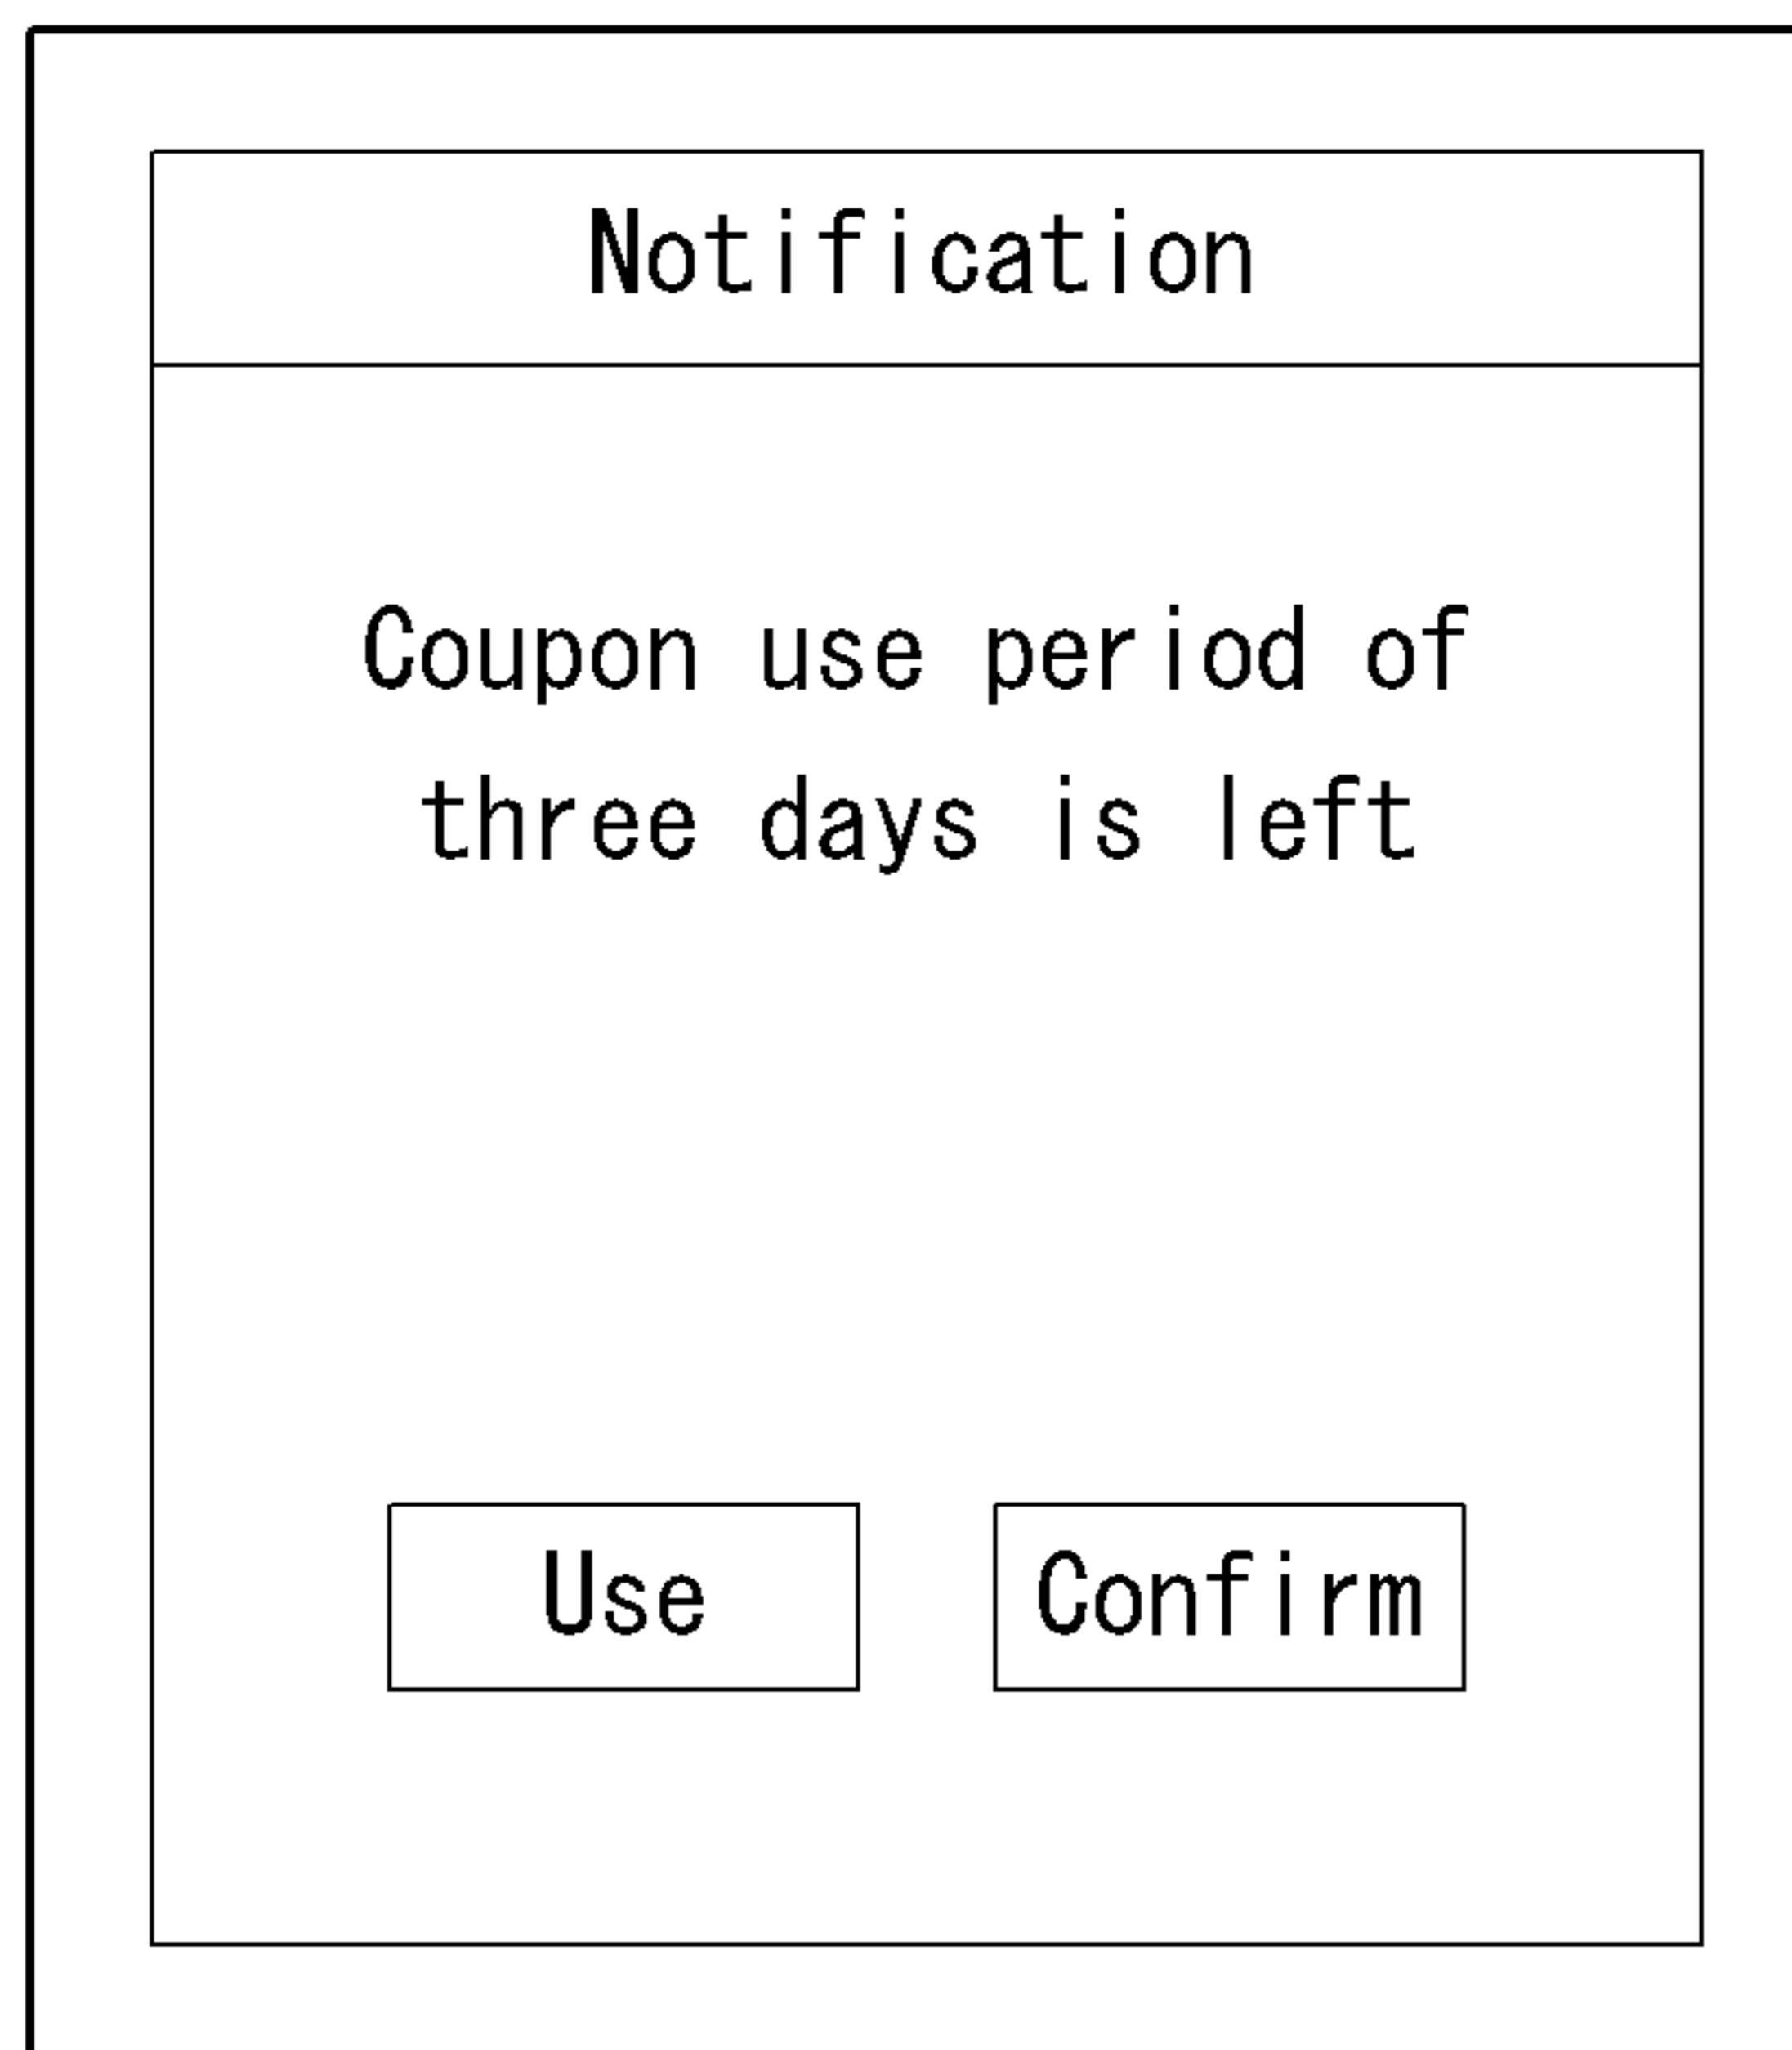 Notification
Coupon use period of
three days is left
Use
Confirm